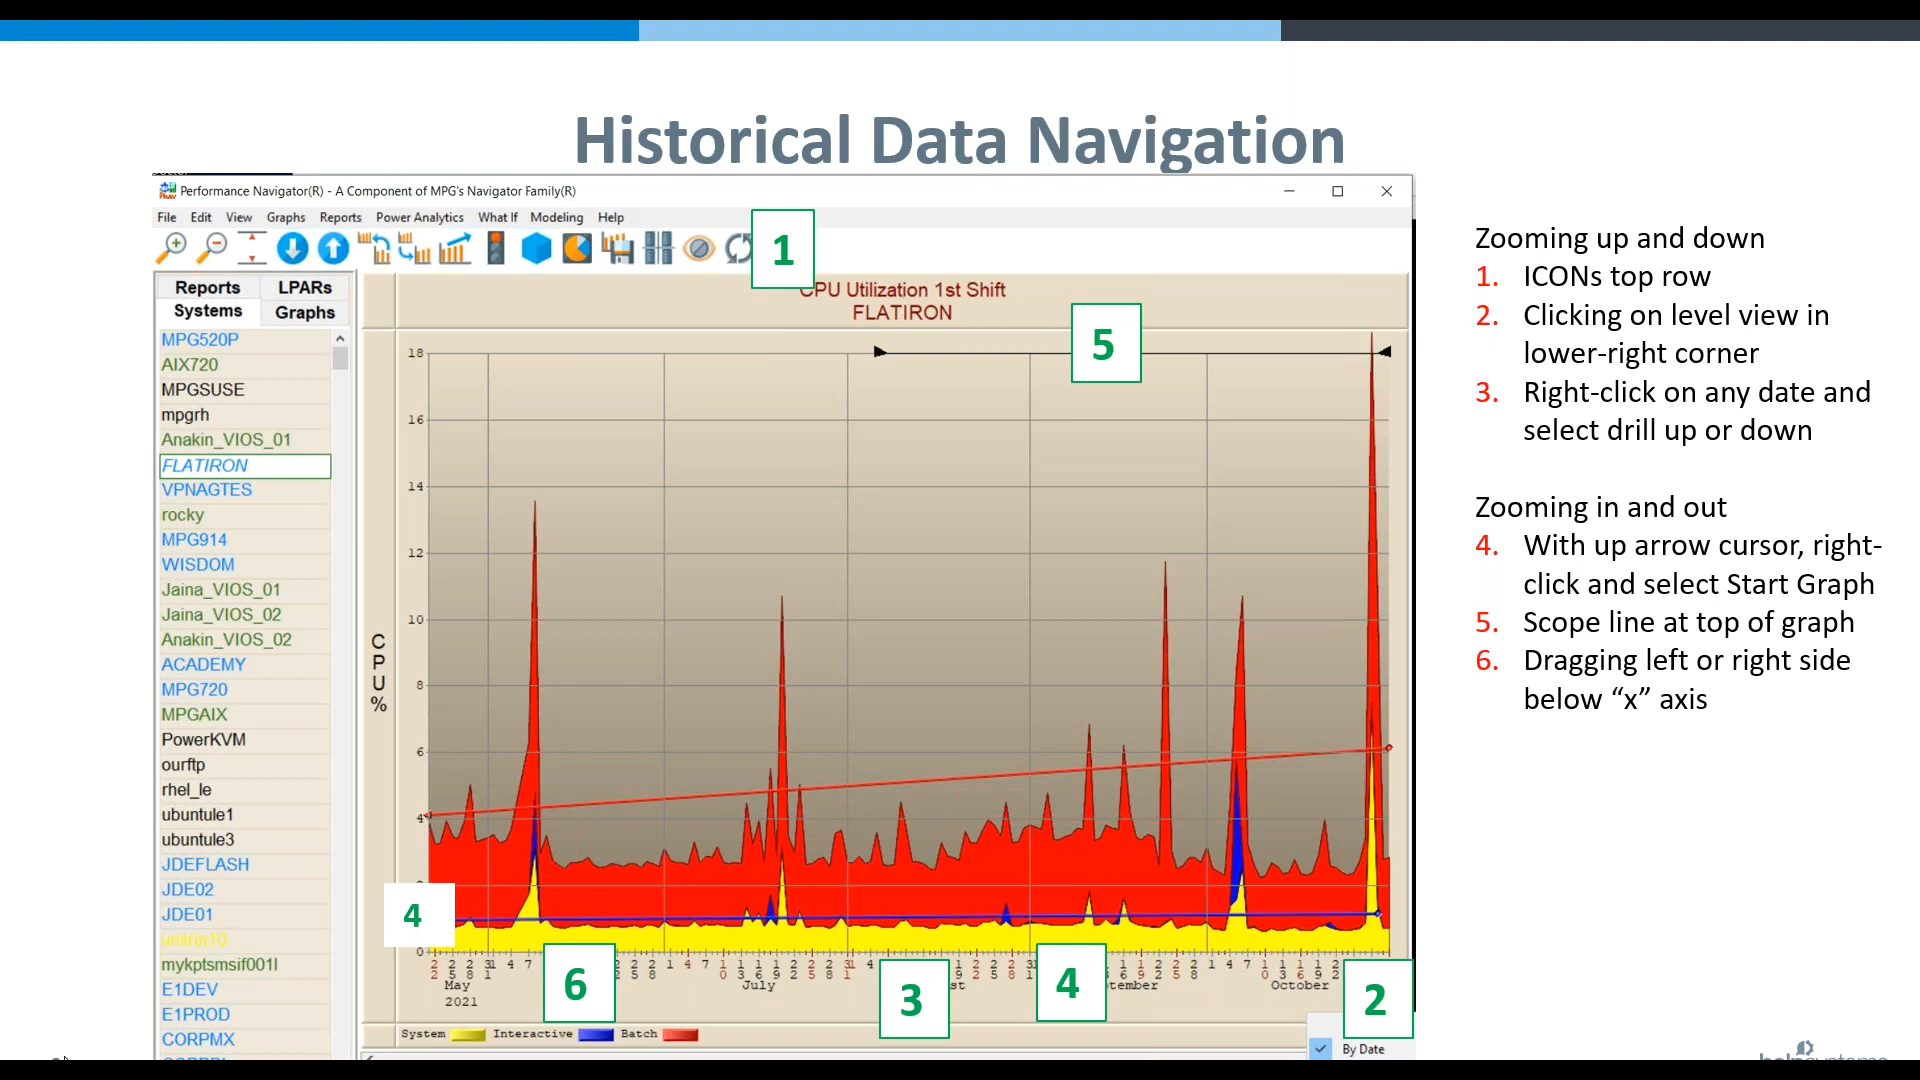 Historical Data Navigation
Performance Navigator(R) - A Component of MPG's Navigator Family(R)
File Edit View Graphs Reports Power Analytics What If Modeling Help
1
Reports LPARs
Systems Graphs
MPG520P
AIX720
MPGSUSE
mpgrh
Anakin_VIOS_01
FLATIRON
VPNAGTES
rocky
MPG914
WISDOM
Jaina_VIOS_01
Jaina_VIOS_02
Anakin_VIOS_02
ACADEMY
MPG720
MPGAIX
PowerKVM
ourftp
rhel_le
ubuntule1
ubuntule3
JDEFLASH
JDE02
JDE01
mykptsmsif001l
E1DEV
E1PROD
CORPMX
CPU Utilization 1st Shift
FLATIRON
5
CPU%
18
16
14
12
10
8
6
4
0
4
6
3
4
2
May
2021
July
October
System Interactive Batch
By Date
Zooming up and down
1. ICONs top row
2. Clicking on level view in
lower-right corner
3. Right-click on any date and
select drill up or down
Zooming in and out
4. With up arrow cursor, right-
click and select Start Graph
5. Scope line at top of graph
6. Dragging left or right side
below “x” axis